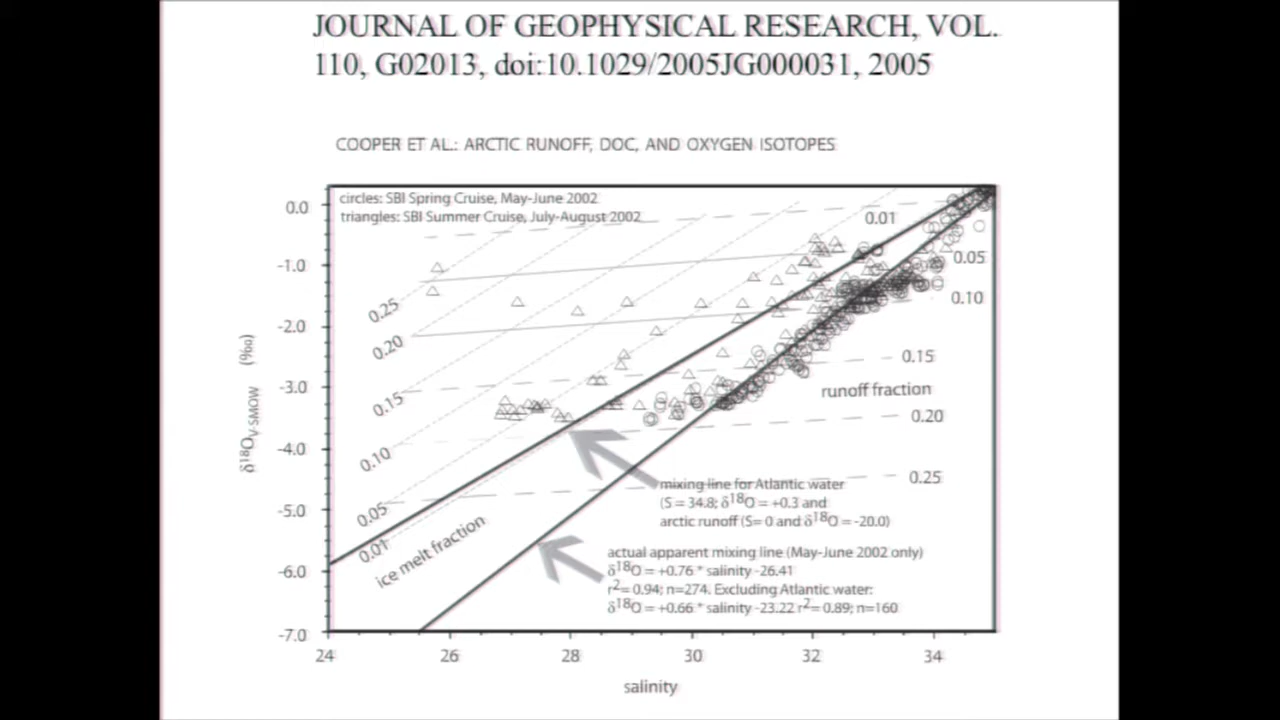 JOURNAL OF GEOPHYSICAL RESEARCH, VOL.
110, G02013, doi:10.1029/2005JG000031, 2005
COOPER ET AL.: ARCTIC RUNOFF, DOC, AND OXYGEN ISOTOPES
circles: SBI Spring Cruise, May-June 2002
triangles: SBI Summer Cruise, July-August 2002
0.0
-1.0
-2.0
-3.0
-4.0
-5.0
-6.0
-7.0
δ18OV-SMOW (‰)
0.25
0.20
0.15
0.10
0.05
0.01
ice melt fraction
0.01
0.05
0.10
0.15
runoff fraction
0.20
0.25
mixing line for Atlantic water
(S = 34.8; δ18O = +0.3 and
arctic runoff (S= 0 and δ18O = -20.0)
actual apparent mixing line (May-June 2002 only)
δ18O = +0.76 * salinity -26.41
r2= 0.94; n=274. Excluding Atlantic water:
δ18O = +0.66 * salinity -23.22 r2= 0.89; n=160
24 26 28 30 32 34
salinity